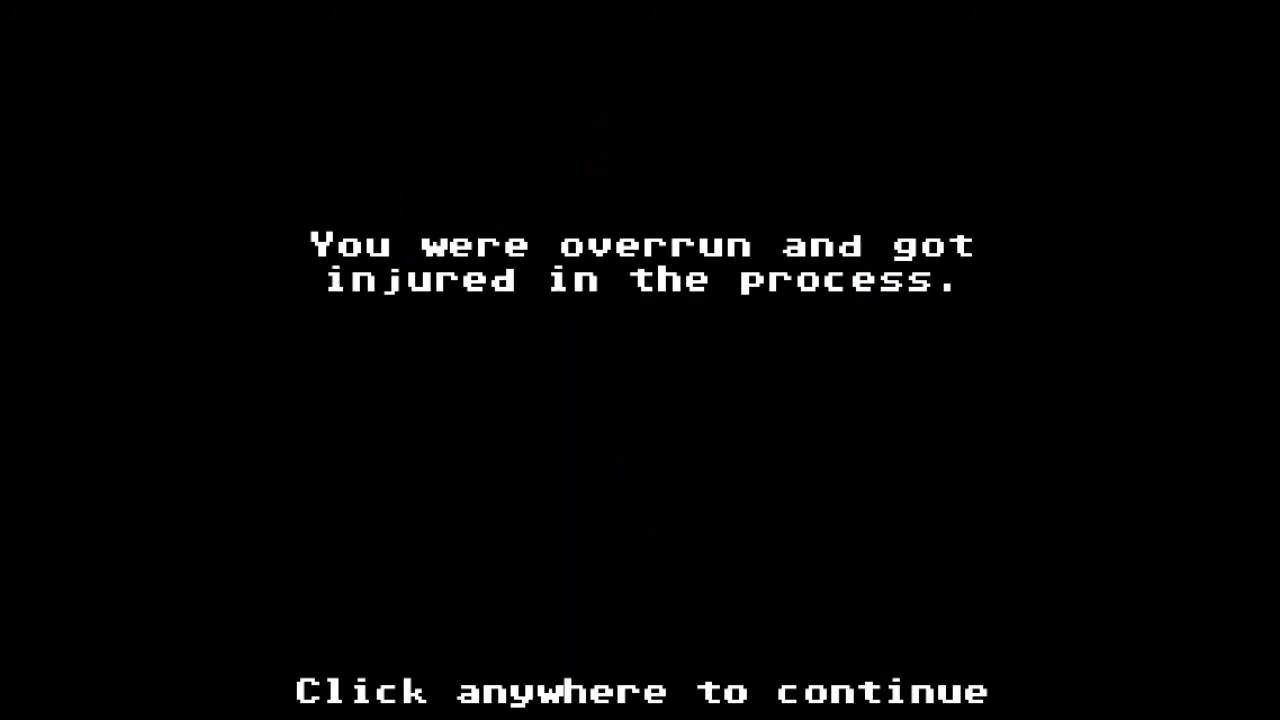 You were overrun and got
injured in the process.
Click anywhere to continue